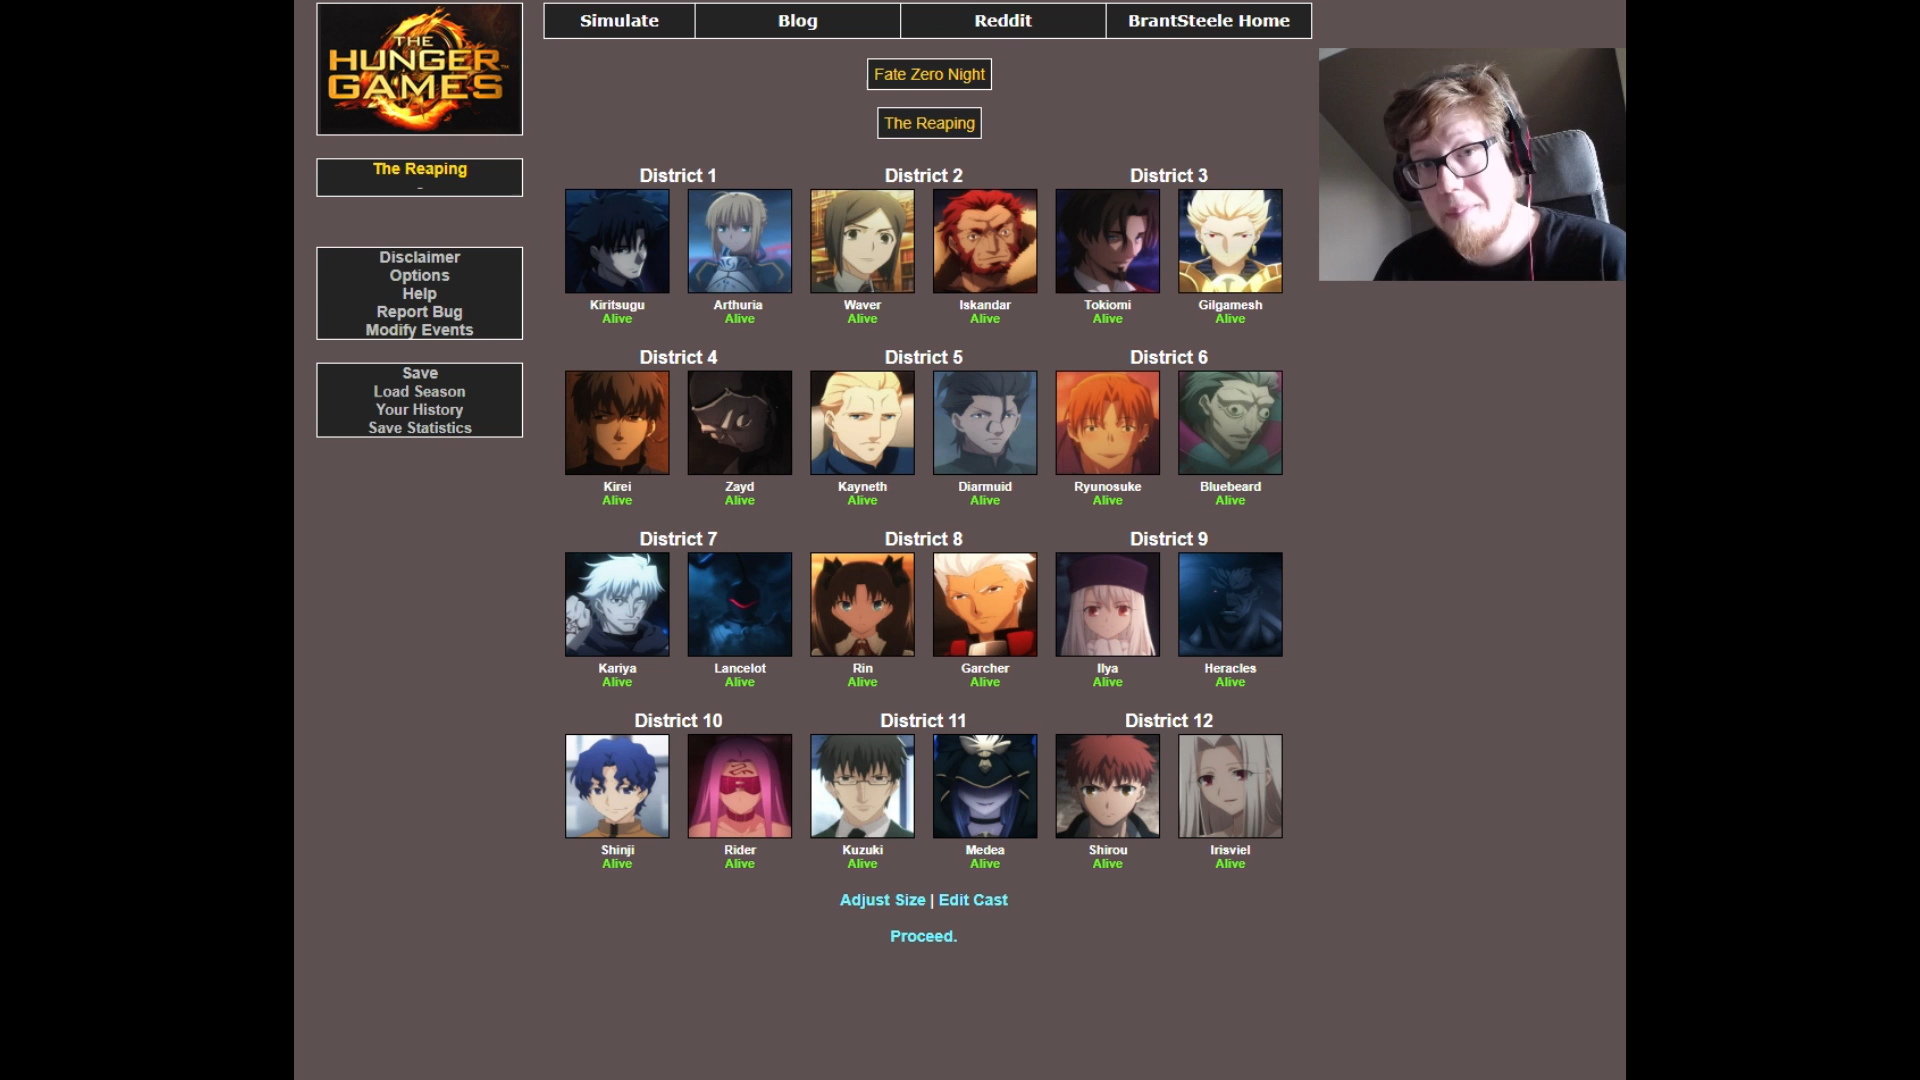 THE
HUNGER
GAMES
Simulate
Blog
Reddit
BrantSteele Home
Fate Zero Night
The Reaping
The Reaping
-
Disclaimer
Options
Help
Report Bug
Modify Events
Save
Load Season
Your History
Save Statistics
District 1
District 2
District 3
Kiritsugu
Arthuria
Waver
Iskandar
Tokiomi
Gilgamesh
Alive
Alive
Alive
Alive
Alive
Alive
District 4
District 5
District 6
Kirei
Zayd
Kayneth
Diarmuid
Ryunosuke
Bluebeard
Alive
Alive
Alive
Alive
Alive
Alive
District 7
District 8
District 9
Kariya
Lancelot
Rin
Garcher
Ilya
Heracles
Alive
Alive
Alive
Alive
Alive
Alive
District 10
District 11
District 12
Shinji
Rider
Kuzuki
Medea
Shirou
Irisviel
Alive
Alive
Alive
Alive
Alive
Alive
Adjust Size | Edit Cast
Proceed.